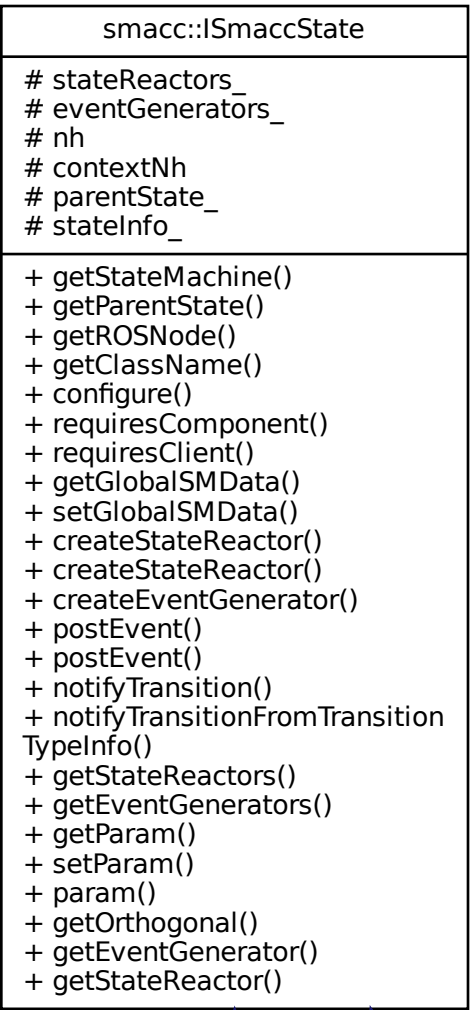 smacc::ISmaccState
# stateReactors_
# eventGenerators_
# nh
# contextNh
# parentState_
# stateInfo_
+ getStateMachine()
+ getParentState()
+ getROSNode()
+ getClassName()
+ configure()
+ requiresComponent()
+ requiresClient()
+ getGlobalSMData()
+ setGlobalSMData()
+ createStateReactor()
+ createStateReactor()
+ createEventGenerator()
+ postEvent()
+ postEvent()
+ notifyTransition()
+ notifyTransitionFromTransition
TypeInfo()
+ getStateReactors()
+ getEventGenerators()
+ getParam()
+ setParam()
+ param()
+ getOrthogonal()
+ getEventGenerator()
+ getStateReactor()